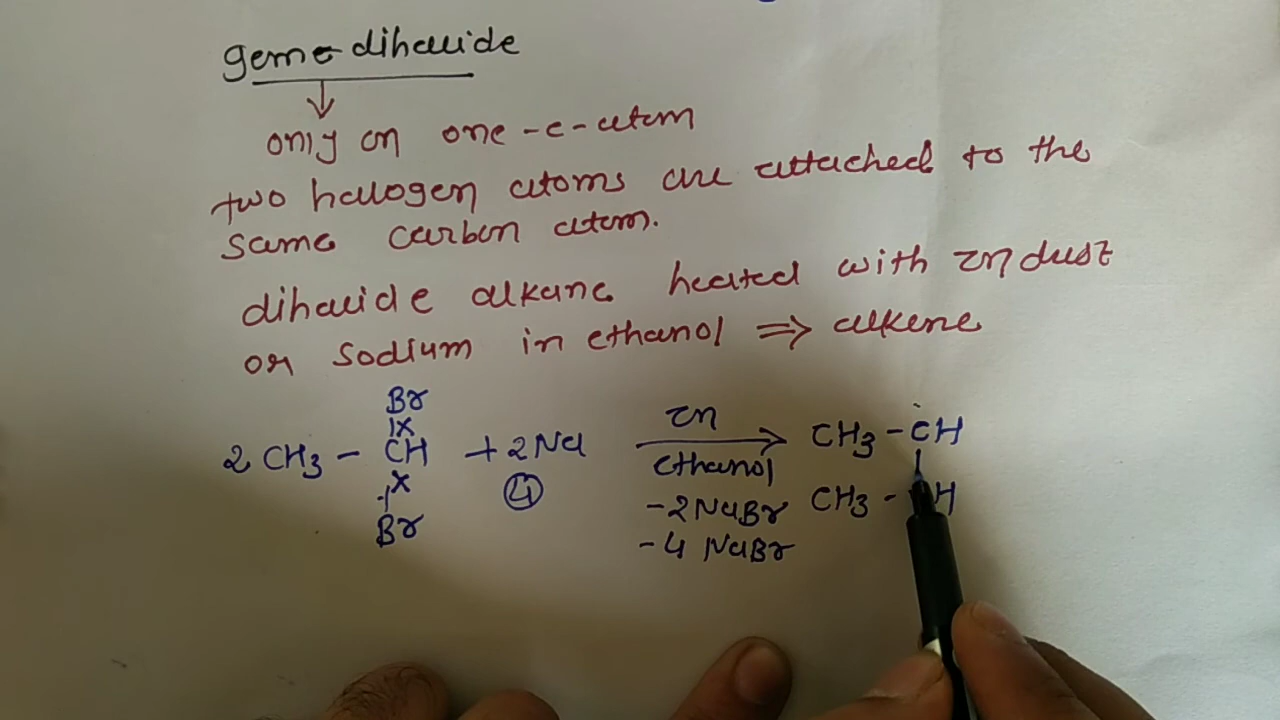 geme dihalide
only on one-c-atom
two halogen atoms are attached to the
same carbon atom.
dihalide alkane heated with zn dust
or sodium in ethanol ⇒ alkene
Br
2 CH3 - CH + 2Na
Br
4
zn
ethanol
-2NaBr
-4 NaBr
CH3 - CH
CH3 - H